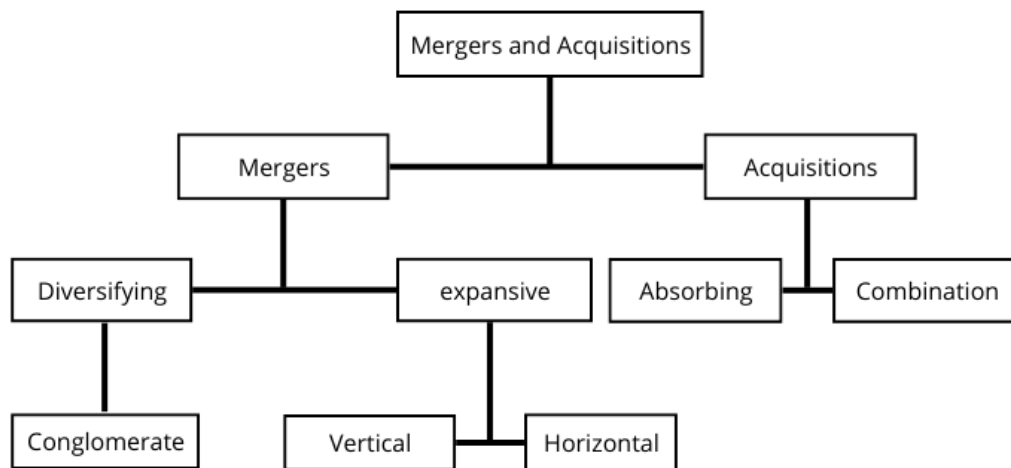 Mergers and Acquisitions
Mergers
Acquisitions
Diversifying
expansive
Absorbing
Combination
Conglomerate
Vertical
Horizontal